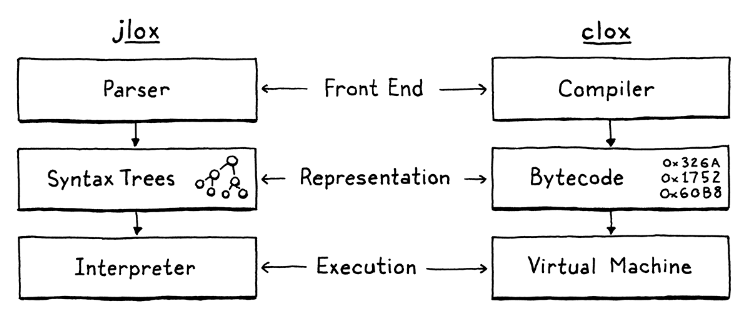 jlox
clox
Parser
Front End
Compiler
Syntax Trees
Representation
Bytecode
0x326A
0x1752
0x60B8
Interpreter
Execution
Virtual Machine